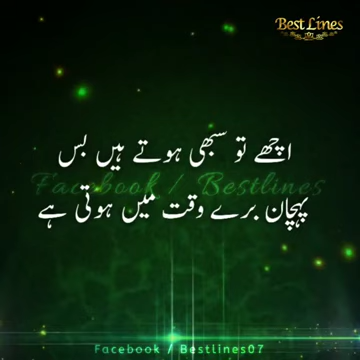 Best Lines
اچھے تو سبھی ہوتے ہیں بس
Facebook / Bestlines
پہچان برے وقت میں ہوتی ہے
Facebook / Bestlines07